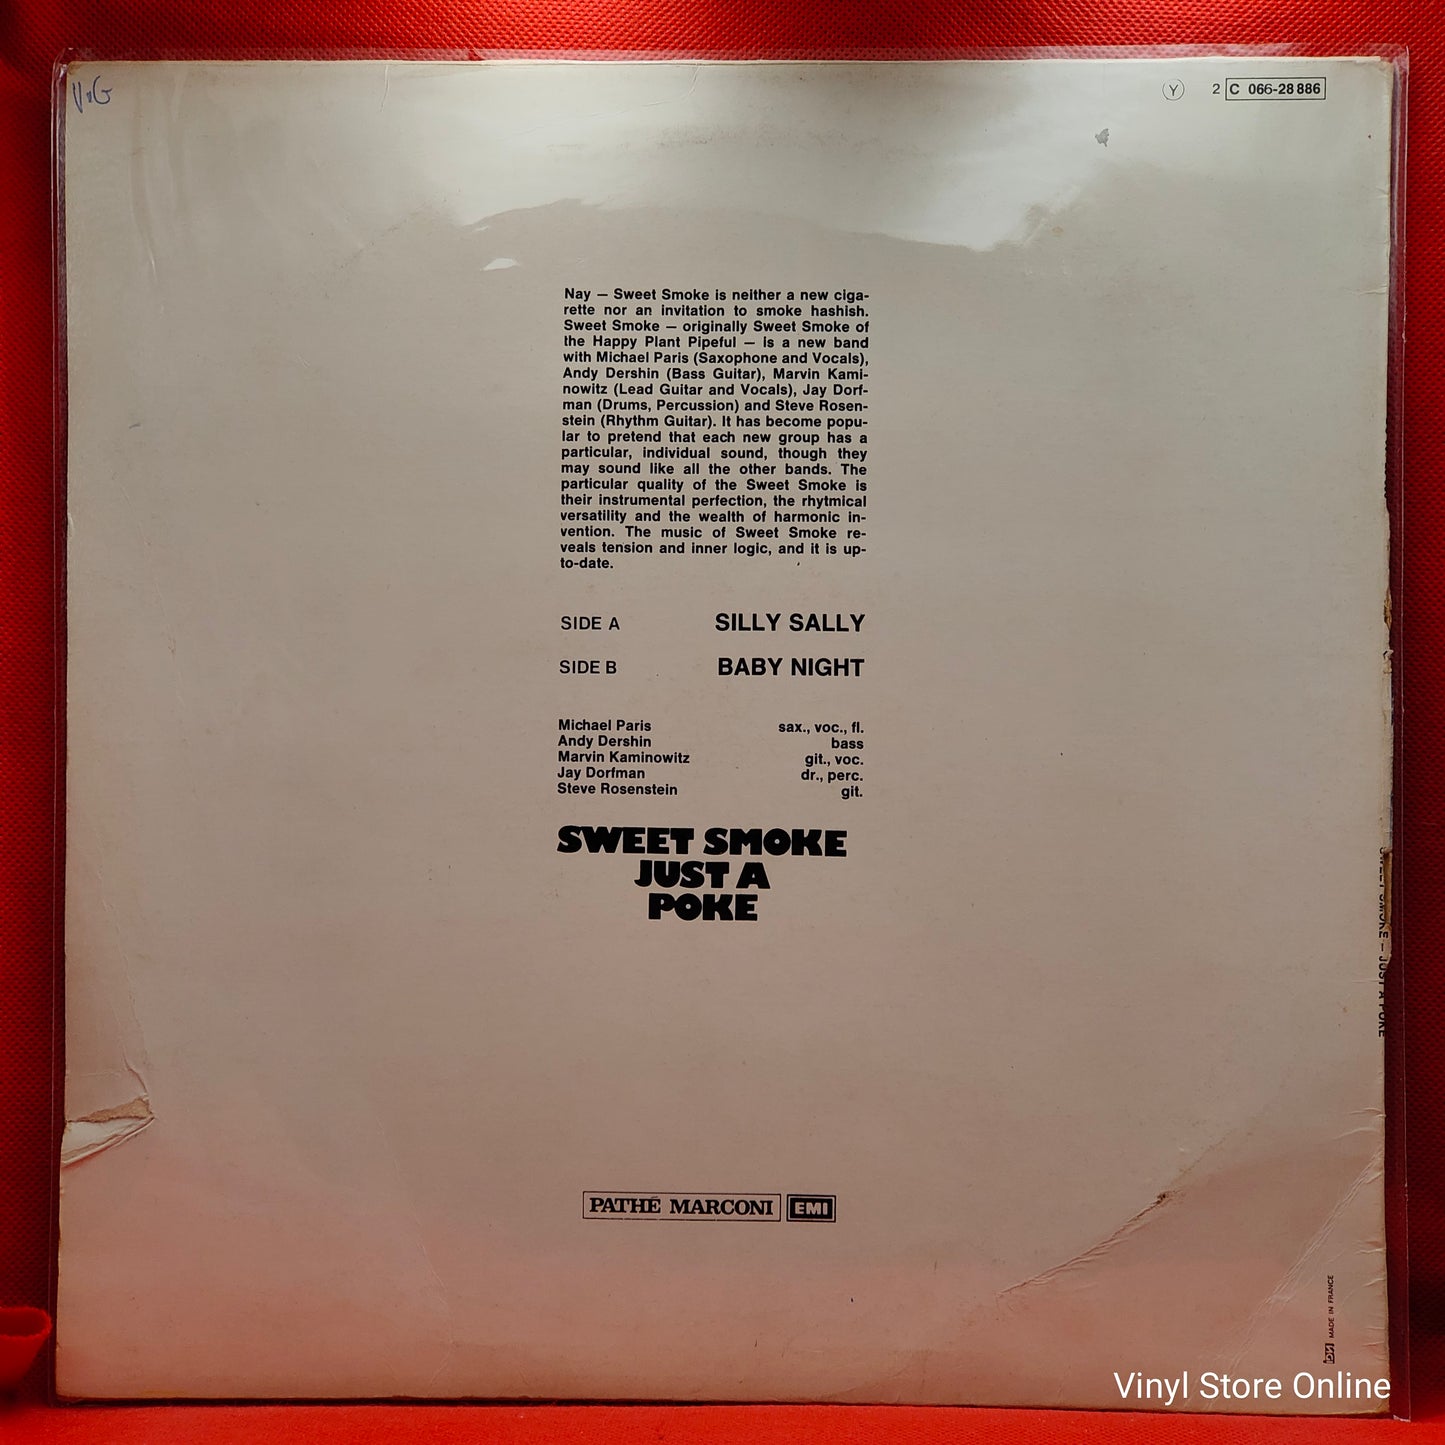 V.G
Y 2 C 066-28 886
Nay — Sweet Smoke is neither a new ciga-
rette nor an invitation to smoke hashish.
Sweet Smoke — originally Sweet Smoke of
the Happy Plant Pipeful — is a new band
with Michael Paris (Saxophone and Vocals),
Andy Dershin (Bass Guitar), Marvin Kami-
nowitz (Lead Guitar and Vocals), Jay Dorf-
man (Drums, Percussion) and Steve Rosen-
stein (Rhythm Guitar). It has become popu-
lar to pretend that each new group has a
particular, individual sound, though they
may sound like all the other bands. The
particular quality of the Sweet Smoke is
their instrumental perfection, the rhytmical
versatility and the wealth of harmonic in-
vention. The music of Sweet Smoke re-
veals tension and inner logic, and it is up-
to-date.
SIDE A SILLY SALLY
SIDE B BABY NIGHT
Michael Paris sax., voc., fl.
Andy Dershin bass
Marvin Kaminowitz git., voc.
Jay Dorfman dr., perc.
Steve Rosenstein git.
SWEET SMOKE
JUST A
POKE
SWEET SMOKE – JUST A POKE
PATHÉ MARCONI EMI
MADE IN FRANCE
Vinyl Store Online